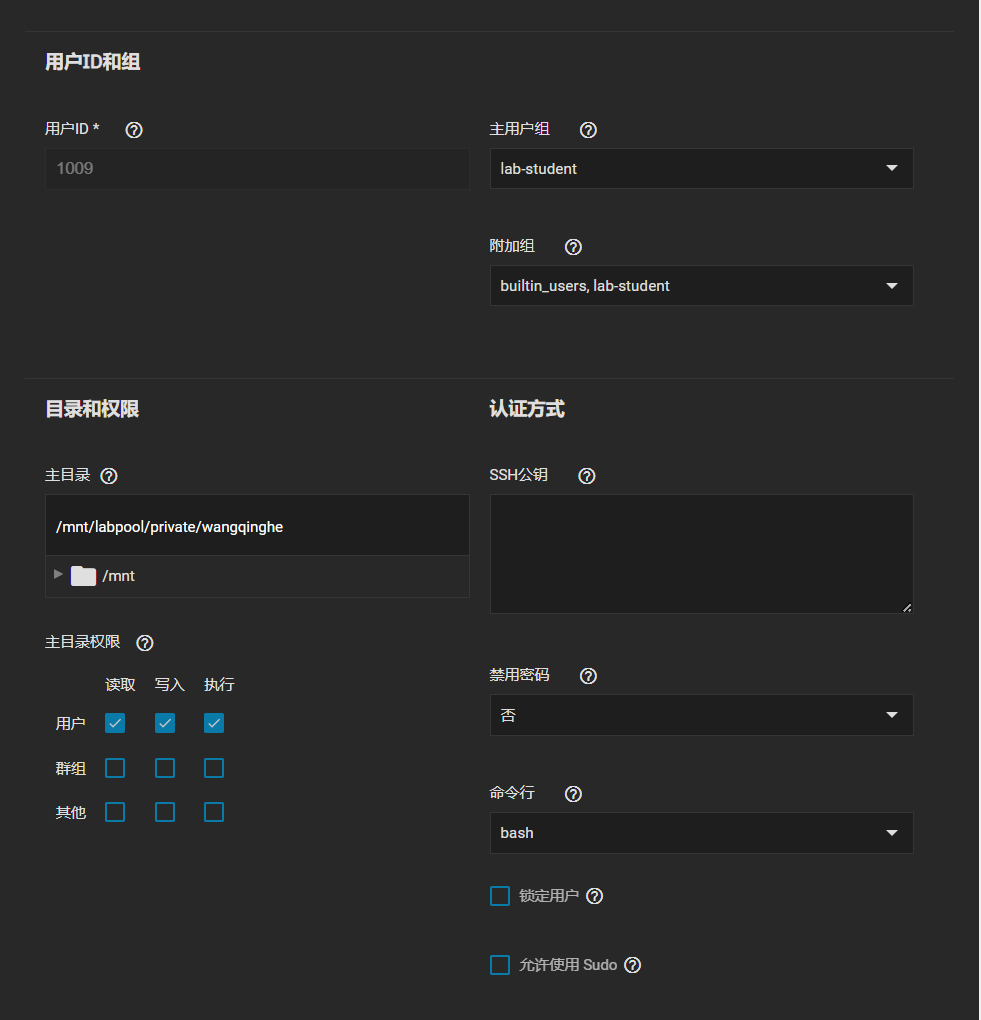 用户ID和组
用户ID *
主用户组
1009
lab-student
附加组
builtin_users, lab-student
目录和权限
认证方式
主目录
SSH公钥
/mnt/labpool/private/wangqinghe
/mnt
主目录权限
读取 写入 执行
用户
群组
其他
禁用密码
否
命令行
bash
锁定用户
允许使用 Sudo